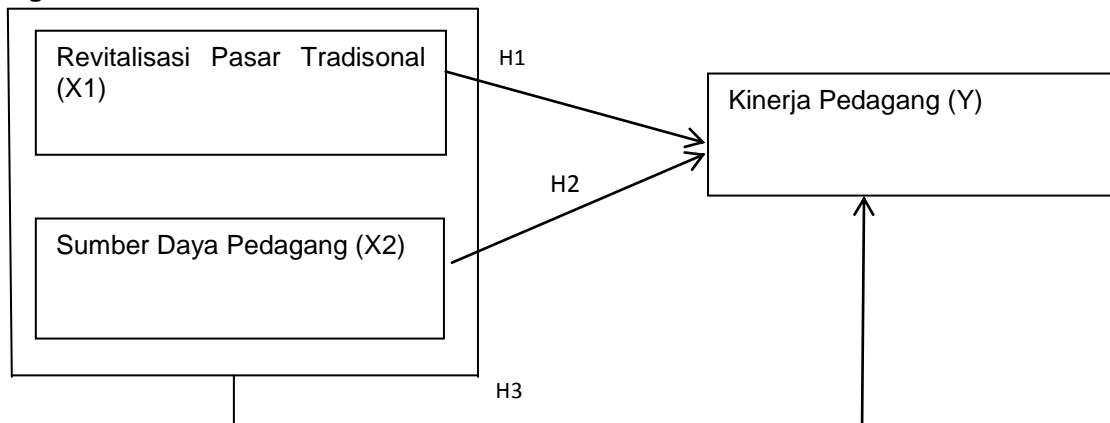 Revitalisasi Pasar Tradisonal
(X1)
H1
Kinerja Pedagang (Y)
H2
Sumber Daya Pedagang (X2)
H3